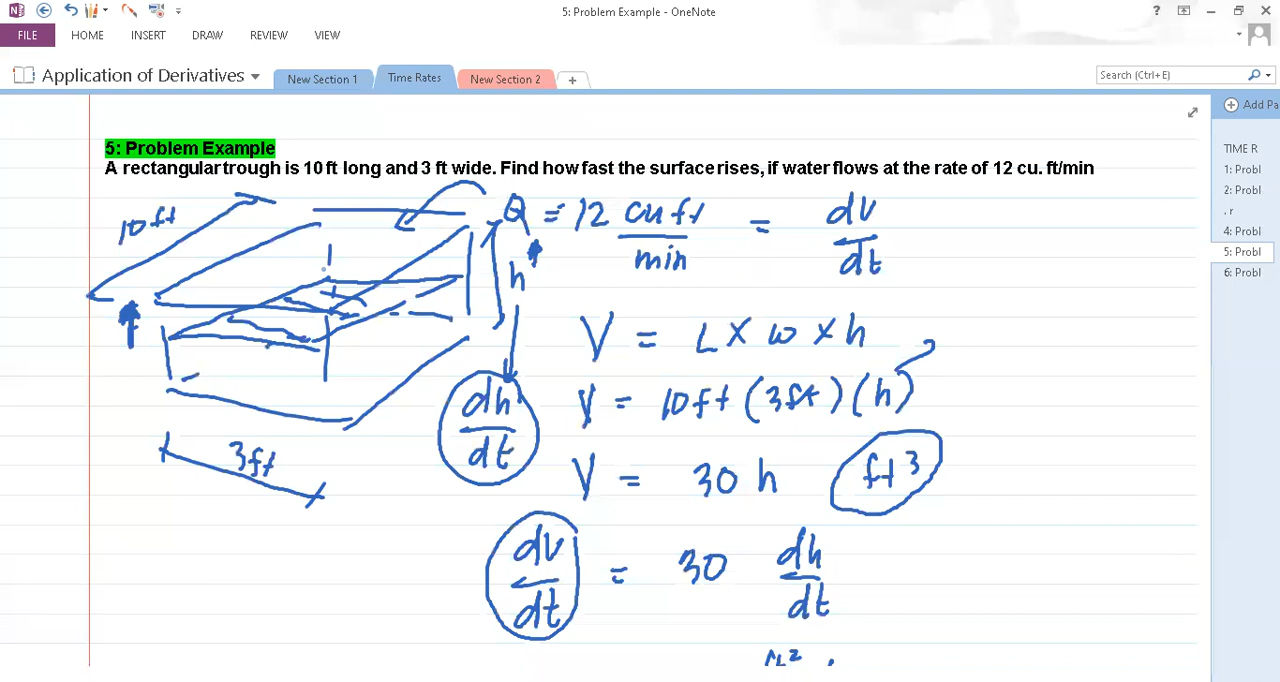 5: Problem Example - OneNote
?
FILE HOME INSERT DRAW REVIEW VIEW
Application of Derivatives
New Section 1
Time Rates
New Section 2
+
Search (Ctrl+E)
Add Pa
5: Problem Example
A rectangular trough is 10 ft long and 3 ft wide. Find how fast the surface rises, if water flows at the rate of 12 cu. ft/min
TIME R
1: Probl
2: Probl
. r
4: Probl
5: Probl
6: Probl
10 ft
3 ft
h
dh/dt
Q = 12 cu ft/min = dV/dt
V = L x w x h
V = 10ft (3ft) (h)
V = 30 h ft³
dV/dt = 30 dh/dt